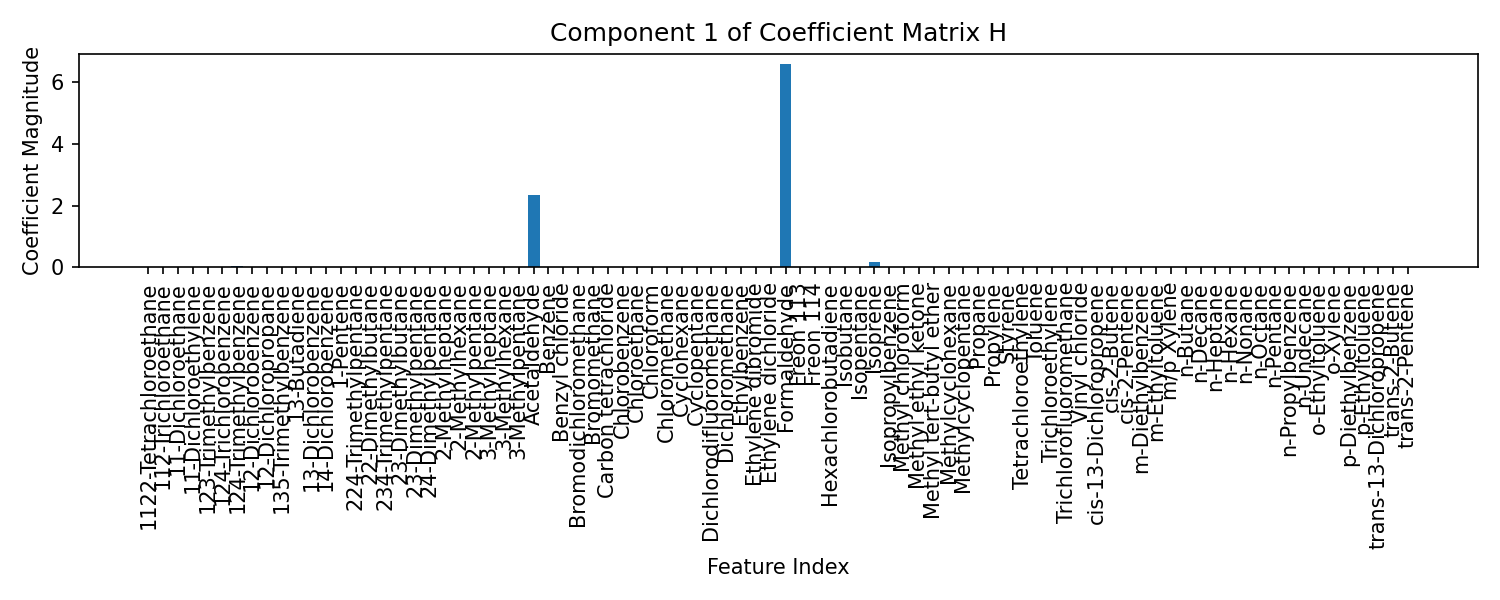 Component 1 of Coefficient Matrix H
Coefficient Magnitude
6
4
2
0
1122-Tetrachloroethane
112-Trichloroethane
11-Dichloroethane
11-Dichloroethylene
123-Trimethylbenzene
124-Trichlorobenzene
124-Trimethylbenzene
12-Dichlorobenzene
12-Dichloropropane
135-Trimethylbenzene
13-Butadiene
13-Dichlorobenzene
14-Dichlorobenzene
1-Pentene
224-Trimethylpentane
22-Dimethylbutane
234-Trimethylpentane
23-Dimethylbutane
23-Dimethylpentane
24-Dimethylpentane
2-Methylheptane
2-Methylhexane
2-Methylpentane
3-Methylheptane
3-Methylhexane
3-Methylpentane
Acetaldehyde
Benzene
Benzyl chloride
Bromodichloromethane
Bromomethane
Carbon tetrachloride
Chlorobenzene
Chloroethane
Chloroform
Chloromethane
Cyclohexane
Cyclopentane
Dichlorodifluoromethane
Dichloromethane
Ethylbenzene
Ethylene dibromide
Ethylene dichloride
Formaldehyde
Freon 113
Freon 114
Hexachlorobutadiene
Isobutane
Isopentane
Isoprene
Isopropylbenzene
Methyl chloroform
Methyl ethyl ketone
Methyl tert-butyl ether
Methylcyclohexane
Methylcyclopentane
Propane
Propylene
Styrene
Tetrachloroethylene
Toluene
Trichloroethylene
Trichlorofluoromethane
Vinyl chloride
cis-13-Dichloropropene
cis-2-Butene
cis-2-Pentene
m-Diethylbenzene
m-Ethyltoluene
m/p Xylene
n-Butane
n-Decane
n-Heptane
n-Hexane
n-Nonane
n-Octane
n-Pentane
n-Propylbenzene
n-Undecane
o-Ethyltoluene
o-Xylene
p-Diethylbenzene
p-Ethyltoluene
trans-13-Dichloropropene
trans-2-Butene
trans-2-Pentene
Feature Index